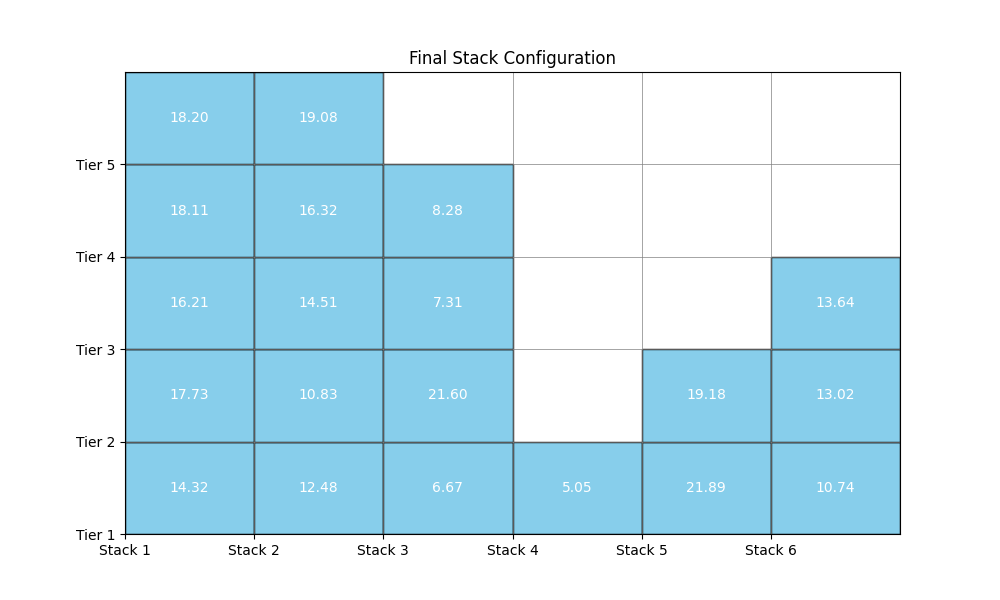 Final Stack Configuration
18.20 19.08
Tier 5
18.11 16.32 8.28
Tier 4
16.21 14.51 7.31 13.64
Tier 3
17.73 10.83 21.60 19.18 13.02
Tier 2
14.32 12.48 6.67 5.05 21.89 10.74
Tier 1
Stack 1 Stack 2 Stack 3 Stack 4 Stack 5 Stack 6